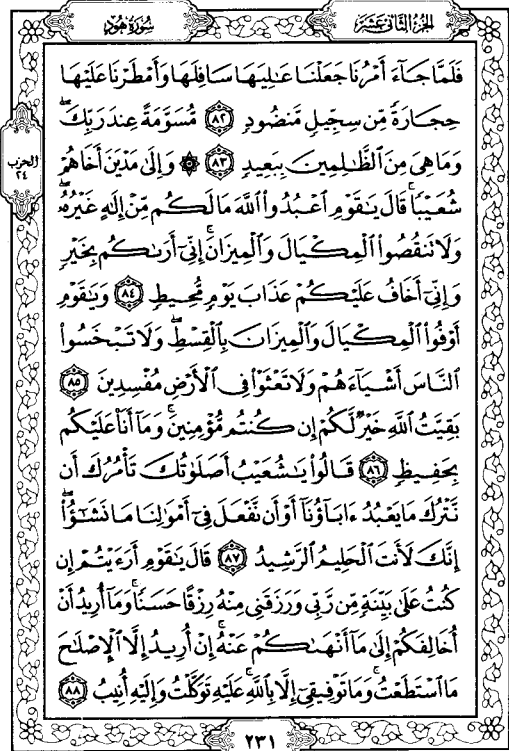 الجزء الثاني عشر
سورة هود
فَلَمَّا جَآءَ أَمْرُنَا جَعَلْنَا عَـٰلِيَهَا سَافِلَهَا وَأَمْطَرْنَا عَلَيْهَا
حِجَارَةً مِّن سِجِّيلٍ مَّنضُودٍ ٨٢ مُّسَوَّمَةً عِندَ رَبِّكَۖ
وَمَا هِىَ مِنَ ٱلظَّـٰلِمِينَ بِبَعِيدٍ ٨٣ ۞ وَإِلَىٰ مَدْيَنَ أَخَاهُمْ
الحزب
٢٤
شُعَيْبًاۚ قَالَ يَـٰقَوْمِ ٱعْبُدُوا۟ ٱللَّهَ مَا لَكُم مِّنْ إِلَـٰهٍ غَيْرُهُۥۖ
وَلَا تَنقُصُوا۟ ٱلْمِكْيَالَ وَٱلْمِيزَانَۚ إِنِّىٓ أَرَىٰكُم بِخَيْرٍ
وَإِنِّىٓ أَخَافُ عَلَيْكُمْ عَذَابَ يَوْمٍ مُّحِيطٍ ٨٤ وَيَـٰقَوْمِ
أَوْفُوا۟ ٱلْمِكْيَالَ وَٱلْمِيزَانَ بِٱلْقِسْطِۖ وَلَا تَبْخَسُوا۟
ٱلنَّاسَ أَشْيَآءَهُمْ وَلَا تَعْثَوْا۟ فِى ٱلْأَرْضِ مُفْسِدِينَ ٨٥
بَقِيَّتُ ٱللَّهِ خَيْرٌ لَّكُمْ إِن كُنتُم مُّؤْمِنِينَۚ وَمَآ أَنَا۠ عَلَيْكُم
بِحَفِيظٍ ٨٦ قَالُوا۟ يَـٰشُعَيْبُ أَصَلَوٰتُكَ تَأْمُرُكَ أَن
نَّتْرُكَ مَا يَعْبُدُ ءَابَآؤُنَآ أَوْ أَن نَّفْعَلَ فِىٓ أَمْوَٰلِنَا مَا نَشَـٰٓؤُا۟ۖ
إِنَّكَ لَأَنتَ ٱلْحَلِيمُ ٱلرَّشِيدُ ٨٧ قَالَ يَـٰقَوْمِ أَرَءَيْتُمْ إِن
كُنتُ عَلَىٰ بَيِّنَةٍ مِّن رَّبِّى وَرَزَقَنِى مِنْهُ رِزْقًا حَسَنًاۚ وَمَآ أُرِيدُ أَنْ
أُخَالِفَكُمْ إِلَىٰ مَآ أَنْهَىٰكُمْ عَنْهُۚ إِنْ أُرِيدُ إِلَّا ٱلْإِصْلَـٰحَ
مَا ٱسْتَطَعْتُۚ وَمَا تَوْفِيقِىٓ إِلَّا بِٱللَّهِۚ عَلَيْهِ تَوَكَّلْتُ وَإِلَيْهِ أُنِيبُ ٨٨
٢٣١